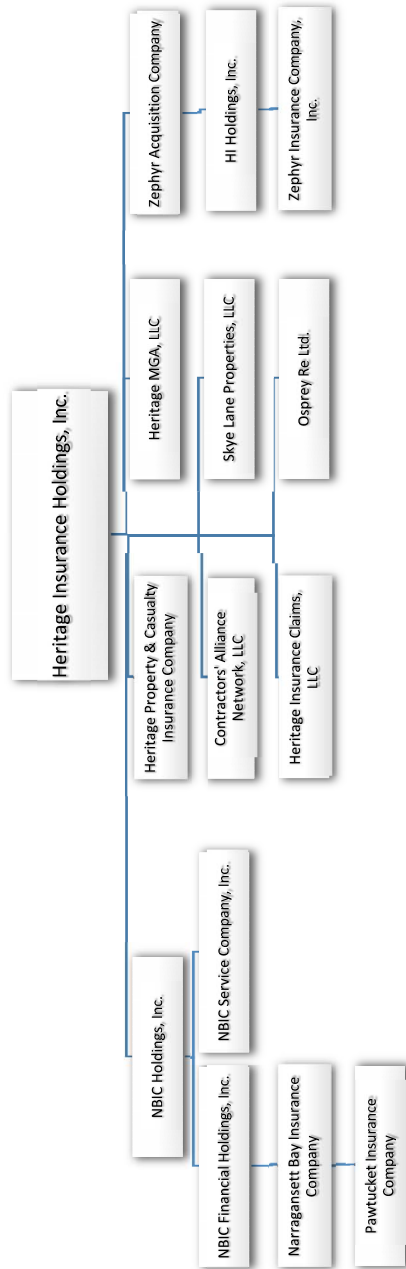 Heritage Insurance Holdings, Inc.
NBIC Holdings, Inc.
Heritage Property & Casualty
Insurance Company
Heritage MGA, LLC
Zephyr Acquisition Company
NBIC Financial Holdings, Inc.
NBIC Service Company, Inc.
Contractors' Alliance
Network, LLC
Skye Lane Properties, LLC
HI Holdings, Inc.
Narragansett Bay Insurance
Company
Heritage Insurance Claims,
LLC
Osprey Re Ltd.
Zephyr Insurance Company,
Inc.
Pawtucket Insurance
Company